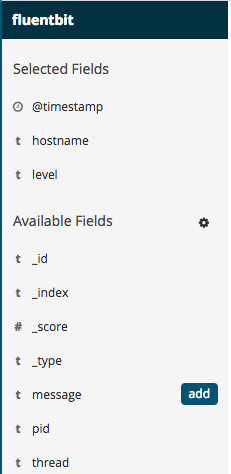 fluentbit
Selected Fields
@timestamp
t hostname
t level
Available Fields
t _id
t _index
# _score
t _type
t message add
t pid
t thread